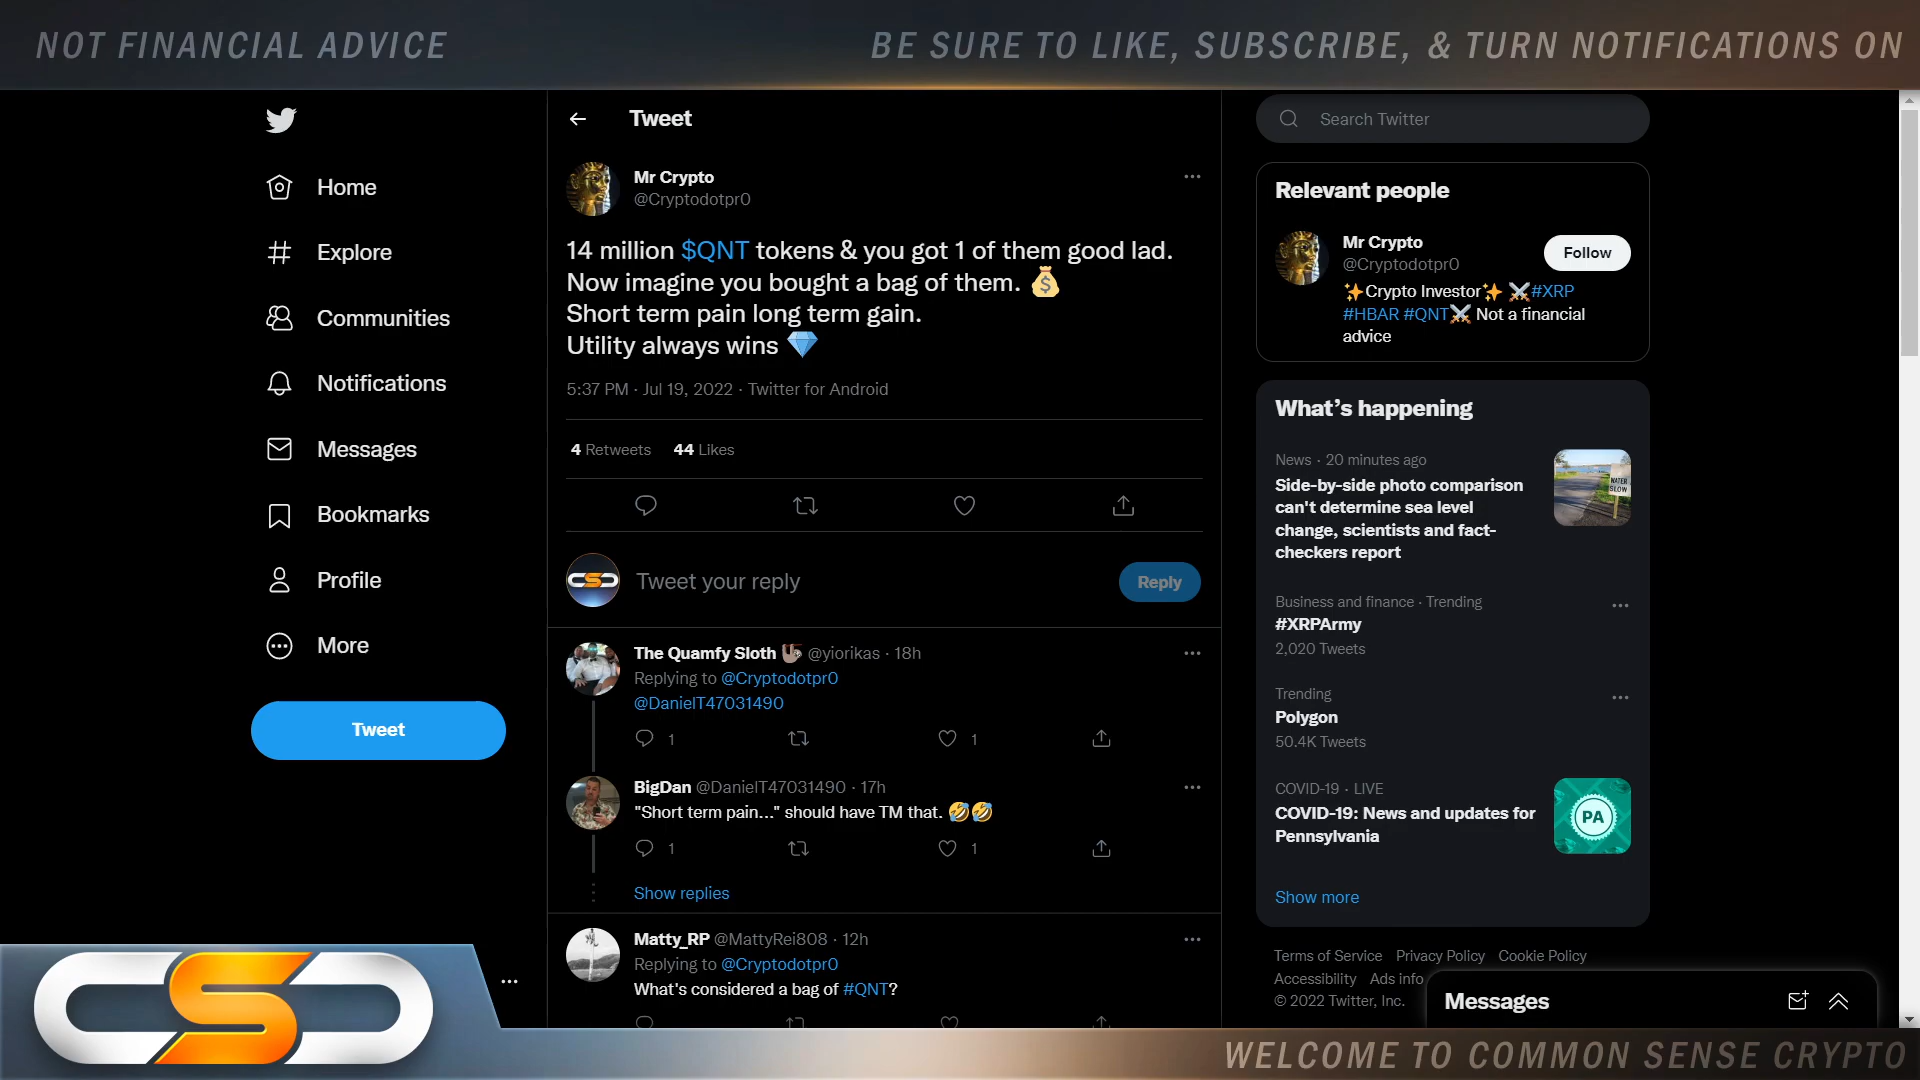 NOT FINANCIAL ADVICE
BE SURE TO LIKE, SUBSCRIBE, & TURN NOTIFICATIONS ON
Home
Explore
Communities
Notifications
Messages
Bookmarks
Profile
More
Tweet
Tweet
Mr Crypto
@Cryptodotpr0
14 million $QNT tokens & you got 1 of them good lad.
Now imagine you bought a bag of them. 💰
Short term pain long term gain.
Utility always wins 💎
5:37 PM · Jul 19, 2022 · Twitter for Android
4 Retweets 44 Likes
Tweet your reply
Reply
The Quamfy Sloth 🦥 @yiorikas · 18h
Replying to @Cryptodotpr0
@DanielT47031490
1 1
BigDan @DanielT47031490 · 17h
"Short term pain..." should have TM that. 🤣🤣
1 1
Show replies
Matty_RP @MattyRei808 · 12h
Replying to @Cryptodotpr0
What's considered a bag of #QNT?
Search Twitter
Relevant people
Mr Crypto
@Cryptodotpr0
Follow
✨Crypto Investor✨ ⚔️#XRP
#HBAR #QNT⚔️ Not a financial
advice
What's happening
News · 20 minutes ago
Side-by-side photo comparison
can't determine sea level
change, scientists and fact-
checkers report
WATER
SLOW
Business and finance · Trending
#XRPArmy
2,020 Tweets
Trending
Polygon
50.4K Tweets
COVID-19 · LIVE
COVID-19: News and updates for
Pennsylvania
PA
Show more
Terms of Service Privacy Policy Cookie Policy
Accessibility Ads info
© 2022 Twitter, Inc.
Messages
CSC
WELCOME TO COMMON SENSE CRYPTO